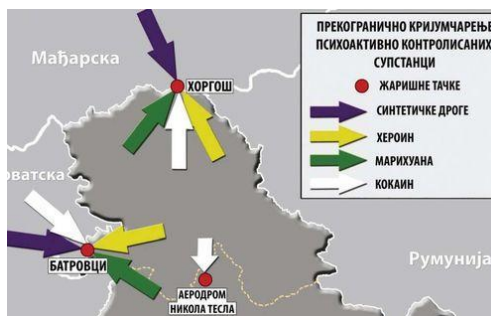 ПРЕКОГРАНИЧНО КРИЈУМЧАРЕЊЕ
ПСИХОАКТИВНО КОНТРОЛИСАНИХ
СУПСТАНЦИ
ЖАРИШНЕ ТАЧКЕ
СИНТЕТИЧКЕ ДРОГЕ
ХЕРОИН
МАРИХУАНА
КОКАИН
Мађарска
ХОРГОШ
рватска
БАТРОВЦИ
АЕРОДРОМ
НИКОЛА ТЕСЛА
Румунија